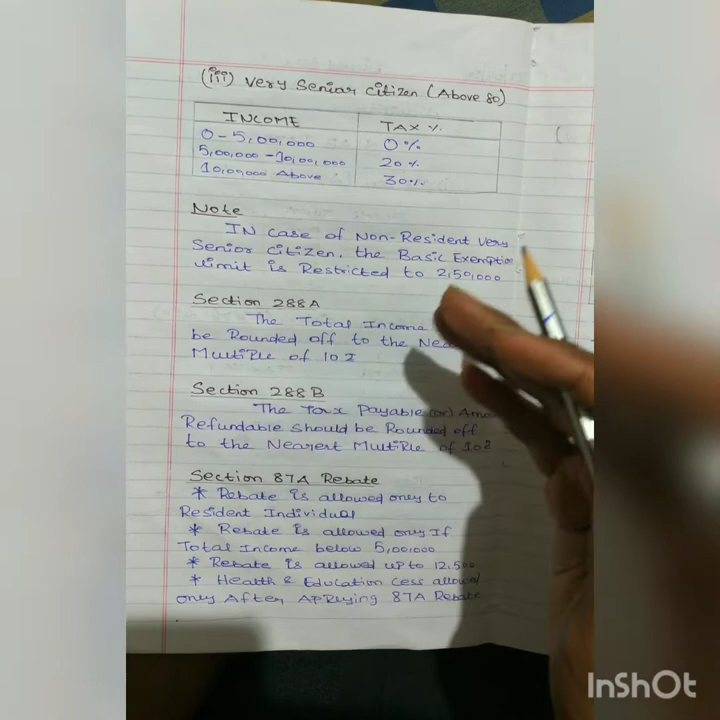 (iii) Very Senior Citizen (Above 80)
INCOME TAX %
0 - 5,00,000 0%
5,00,000 - 10,00,000 20%
10,00,000 Above 30%
Note
IN case of Non-Resident Very
Senior Citizen, the Basic Exemption
limit is Restricted to 2,50,000
Section 288A
The Total Income
be Rounded off to the
Multiple of 10
Section 288B
The Tax Payable (or)
Refundable should be Rounded off
to the Nearest Multiple of 10
Section 87A Rebate
* Rebate is allowed only to
Resident Individual
* Rebate is allowed only If
Total Income below 5,00,000
* Rebate is allowed upto 12,500
* Health & Education Cess allowed
only After Applying 87A Rebate
InShOt